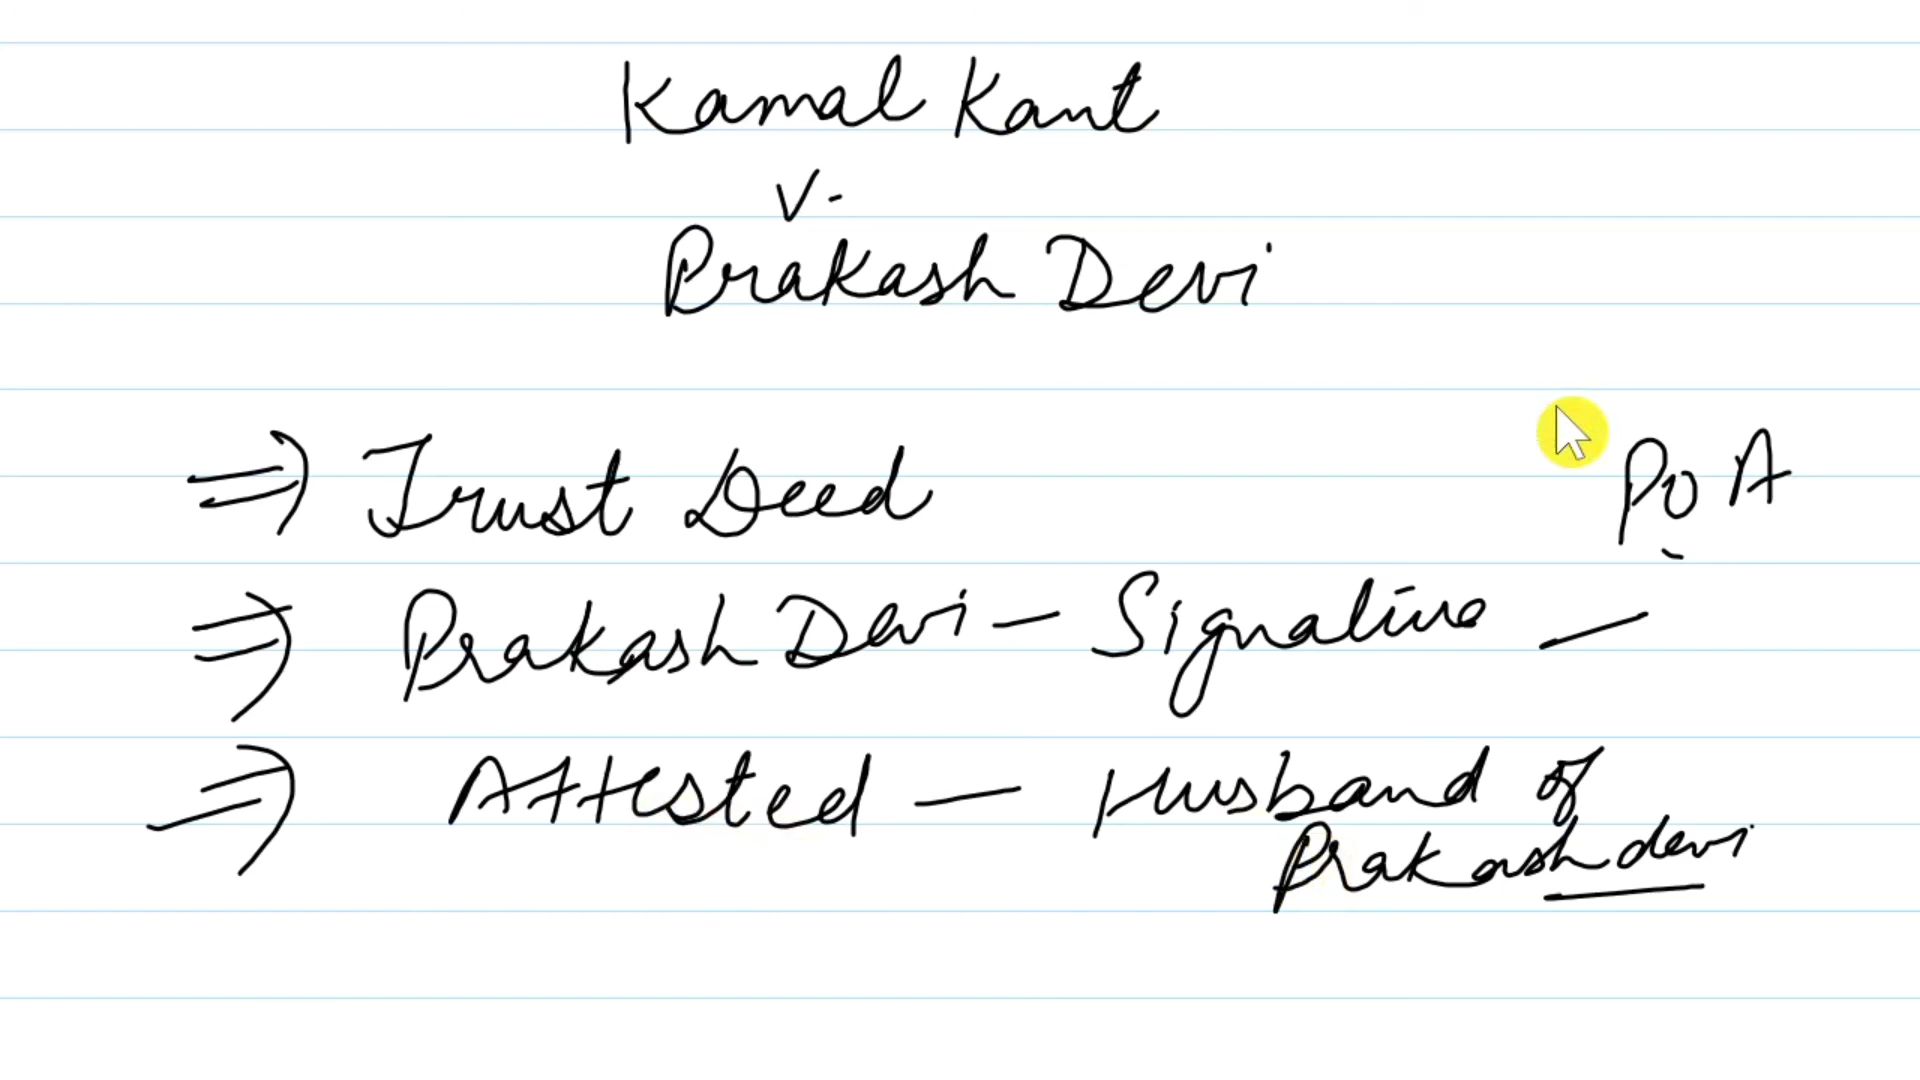 Kamal Kant
V.
Prakash Devi
⇒ Trust Deed
PoA
⇒ Prakash Devi - Signature -
⇒ Attested - Husband of
Prakash devi